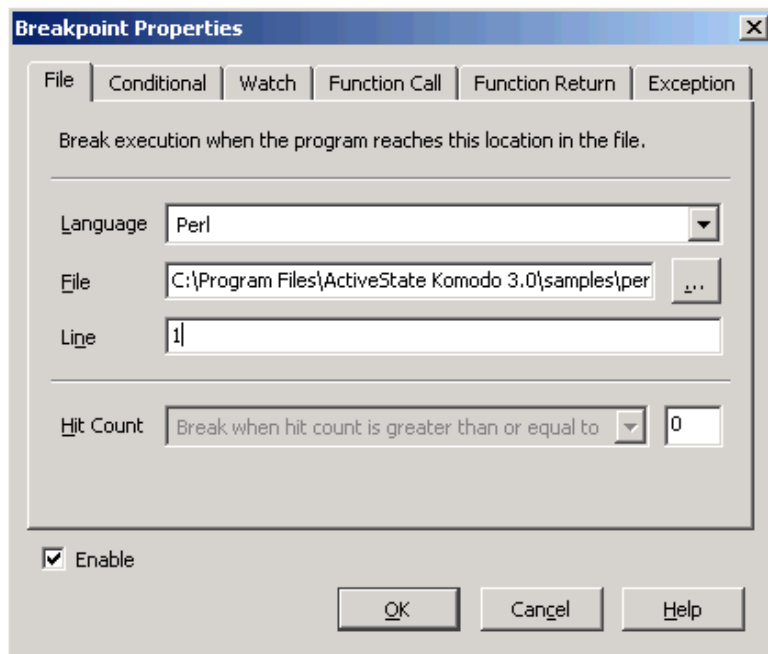 Breakpoint Properties
File Conditional Watch Function Call Function Return Exception
Break execution when the program reaches this location in the file.
Language Perl
File C:\Program Files\ActiveState Komodo 3.0\samples\per ...
Line 1
Hit Count Break when hit count is greater than or equal to 0
Enable
OK Cancel Help